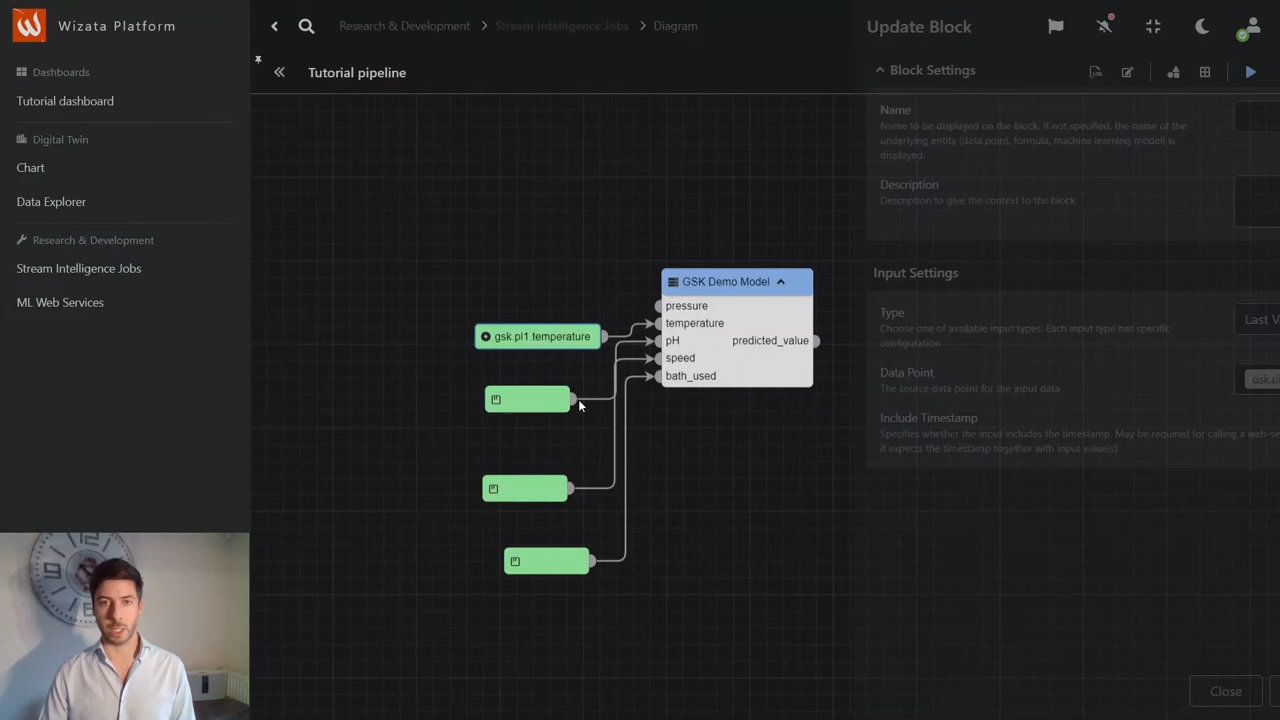 Wizata Platform
Dashboards
Tutorial dashboard
Digital Twin
Chart
Data Explorer
Research & Development
Stream Intelligence Jobs
ML Web Services
Research & Development
Stream Intelligence Jobs
Diagram
Tutorial pipeline
GSK Demo Model
pressure
temperature
pH
predicted_value
speed
bath_used
gsk.pl1.temperature
Update Block
Block Settings
Name
Name to be displayed on the block. If not specified, the name of the
underlying entity (data point, formula, machine learning model) is
displayed.
Description
Description to give the context to the block
Input Settings
Type
Choose one of available input types. Each input type has specific
configuration
Last V
Data Point
The source data point for the input data
Include Timestamp
Specifies whether the input includes the timestamp. May be required for calling a web-se
it expects the timestamp together with input value(s)
Close